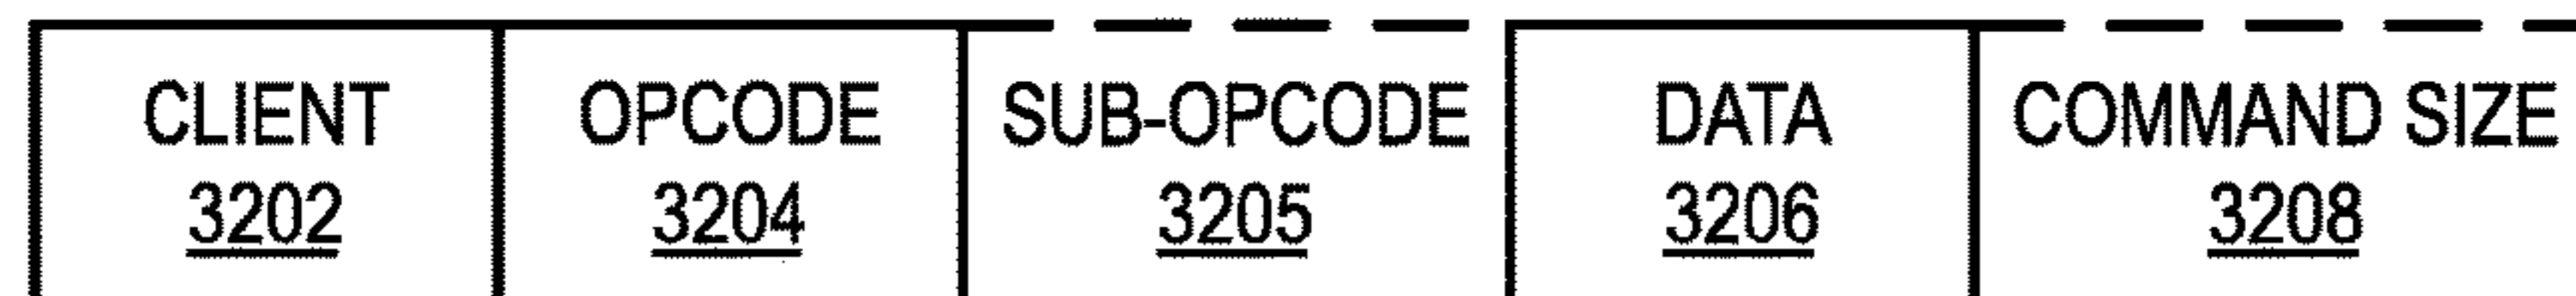 CLIENT OPCODE SUB-OPCODE DATA COMMAND SIZE
3202 3204 3205 3206 3208